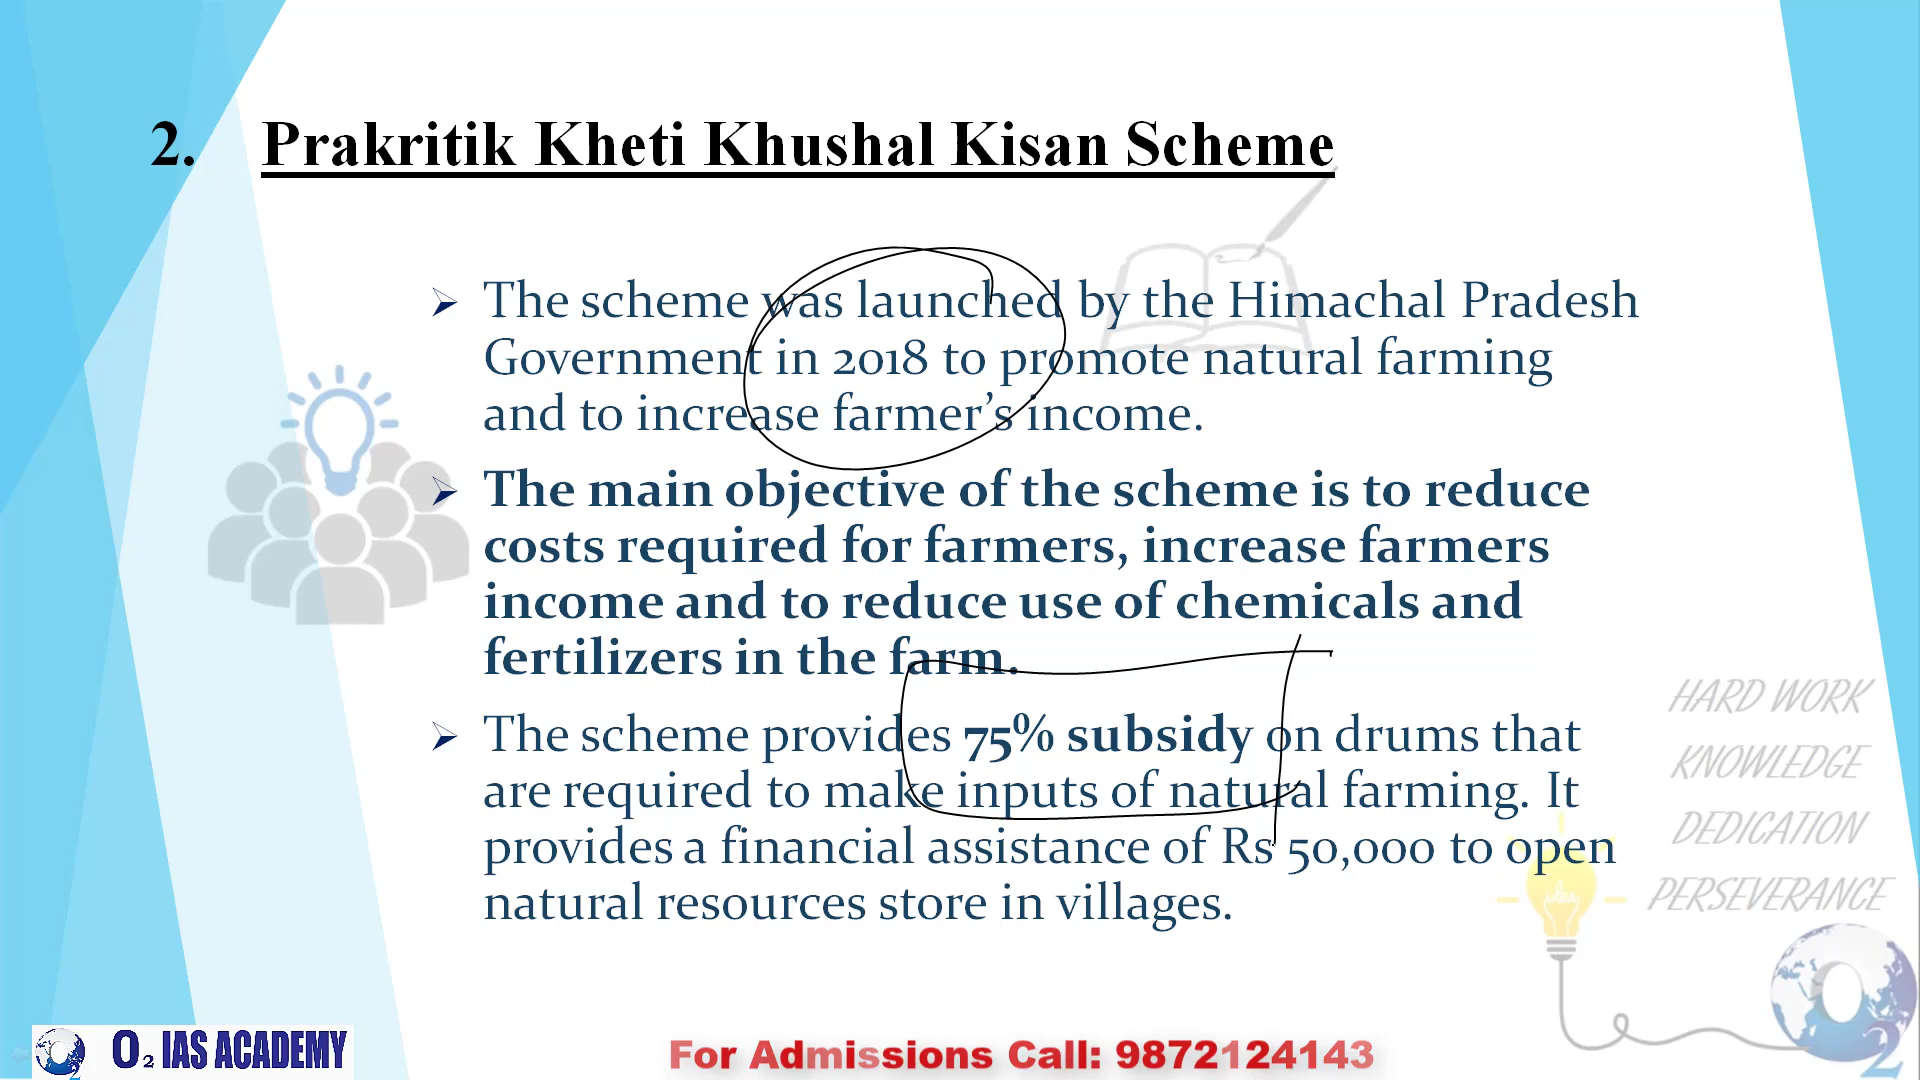 2. Prakritik Kheti Khushal Kisan Scheme
➢ The scheme was launched by the Himachal Pradesh
Government in 2018 to promote natural farming
and to increase farmer’s income.
➢ The main objective of the scheme is to reduce
costs required for farmers, increase farmers
income and to reduce use of chemicals and
fertilizers in the farm.
➢ The scheme provides 75% subsidy on drums that
are required to make inputs of natural farming. It
provides a financial assistance of Rs 50,000 to open
natural resources store in villages.
HARD WORK
KNOWLEDGE
DEDICATION
PERSEVERANCE
idea
O2
O2 IAS ACADEMY
For Admissions Call: 9872124143